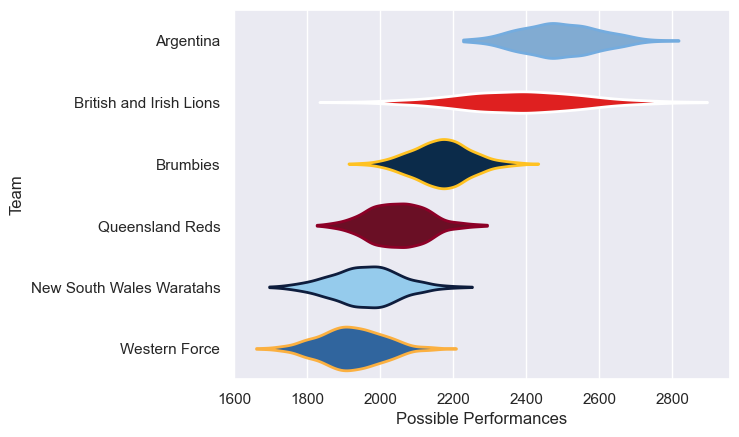 Argentina
British and Irish Lions
Brumbies
Queensland Reds
New South Wales Waratahs
Western Force
Team
1600 1800 2000 2200 2400 2600 2800
Possible Performances